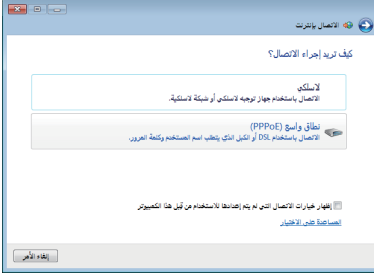 الاتصال بإنترنت
كيف تريد إجراء الاتصال؟
لاسلكي
الاتصال باستخدام جهاز توجيه لاسلكي أو شبكة لاسلكية.
نطاق واسع (PPPoE)
الاتصال باستخدام DSL أو الكبل الذي يتطلب اسم المستخدم وكلمة المرور.
إظهار خيارات الاتصال التي لم يتم إعدادها للاستخدام من قِبل هذا الكمبيوتر
المساعدة على الاختيار
إلغاء الأمر